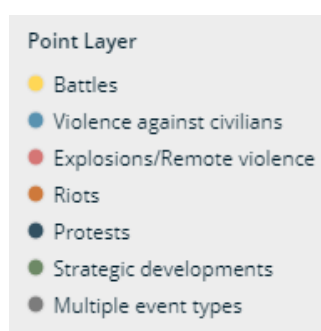 Point Layer
Battles
Violence against civilians
Explosions/Remote violence
Riots
Protests
Strategic developments
Multiple event types